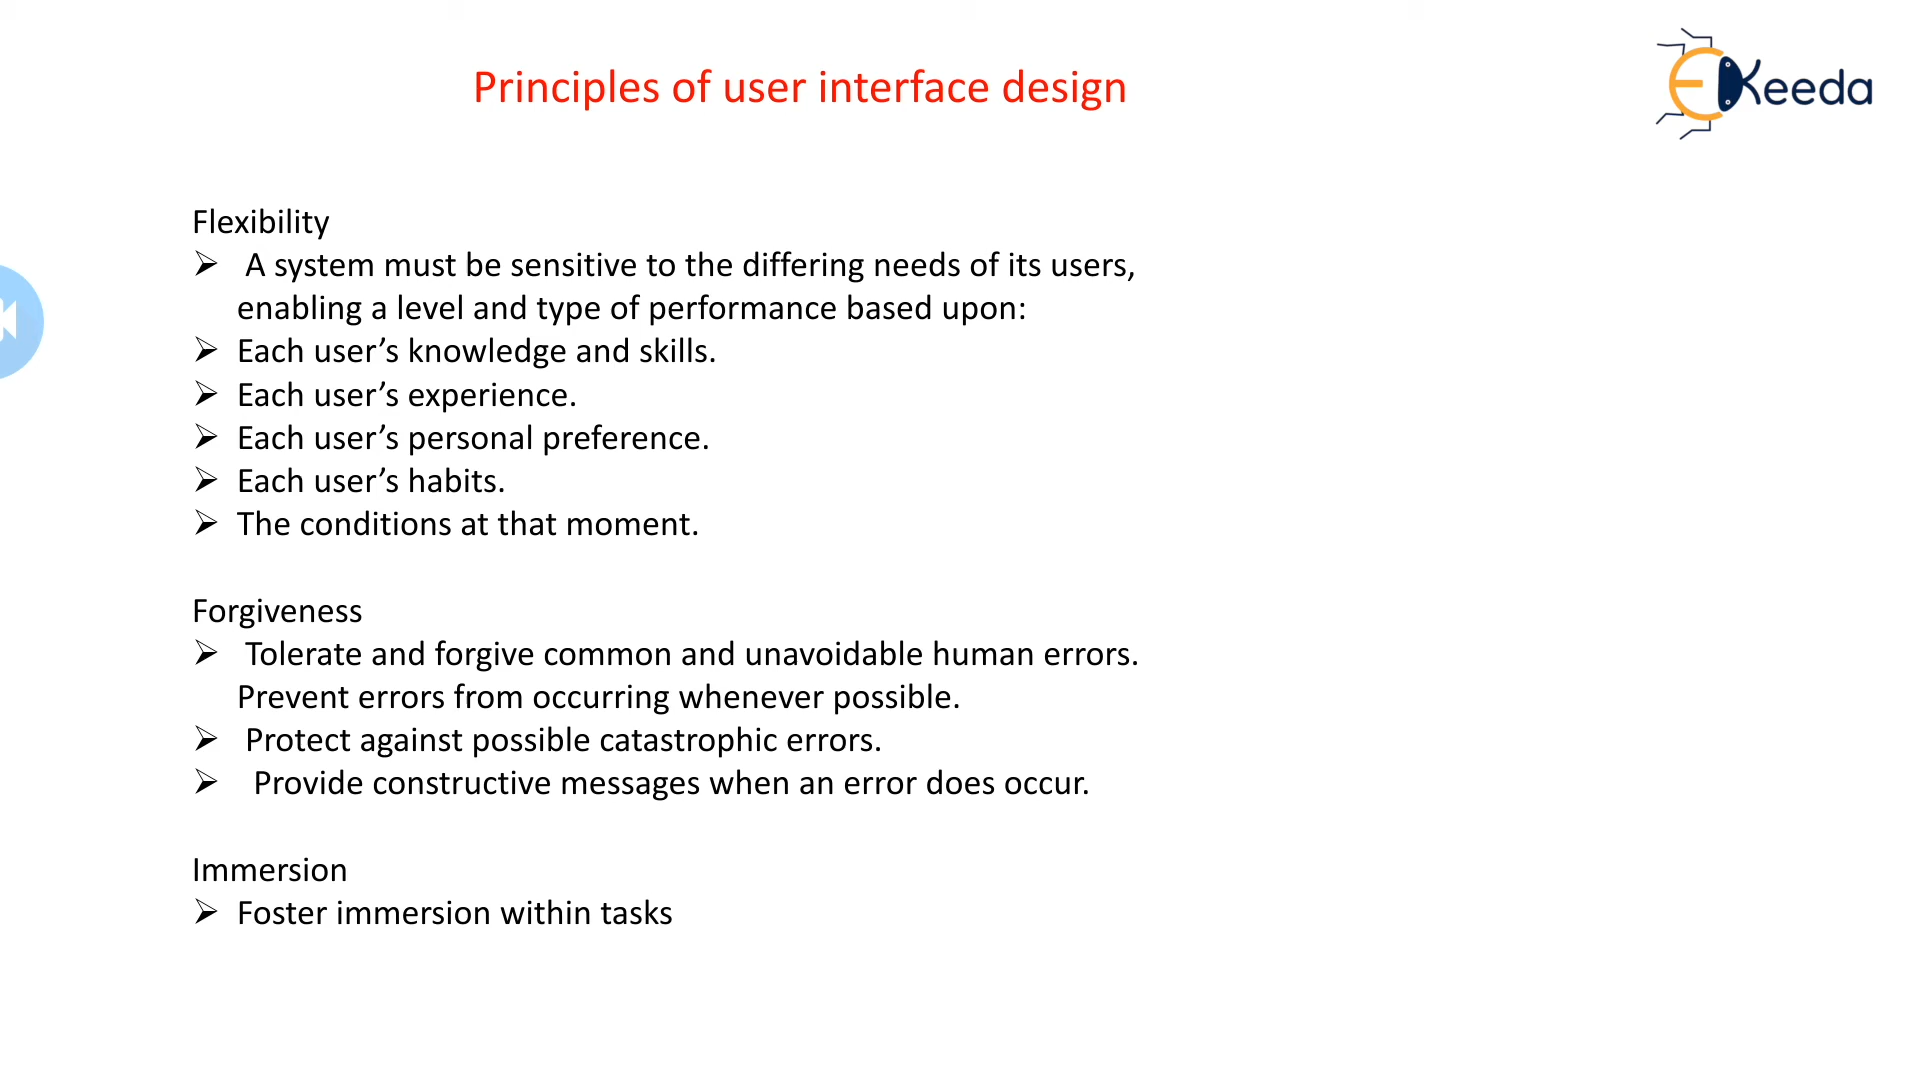 Principles of user interface design
EKeeda
Flexibility
➢ A system must be sensitive to the differing needs of its users,
enabling a level and type of performance based upon:
➢ Each user’s knowledge and skills.
➢ Each user’s experience.
➢ Each user’s personal preference.
➢ Each user’s habits.
➢ The conditions at that moment.
Forgiveness
➢ Tolerate and forgive common and unavoidable human errors.
Prevent errors from occurring whenever possible.
➢ Protect against possible catastrophic errors.
➢ Provide constructive messages when an error does occur.
Immersion
➢ Foster immersion within tasks